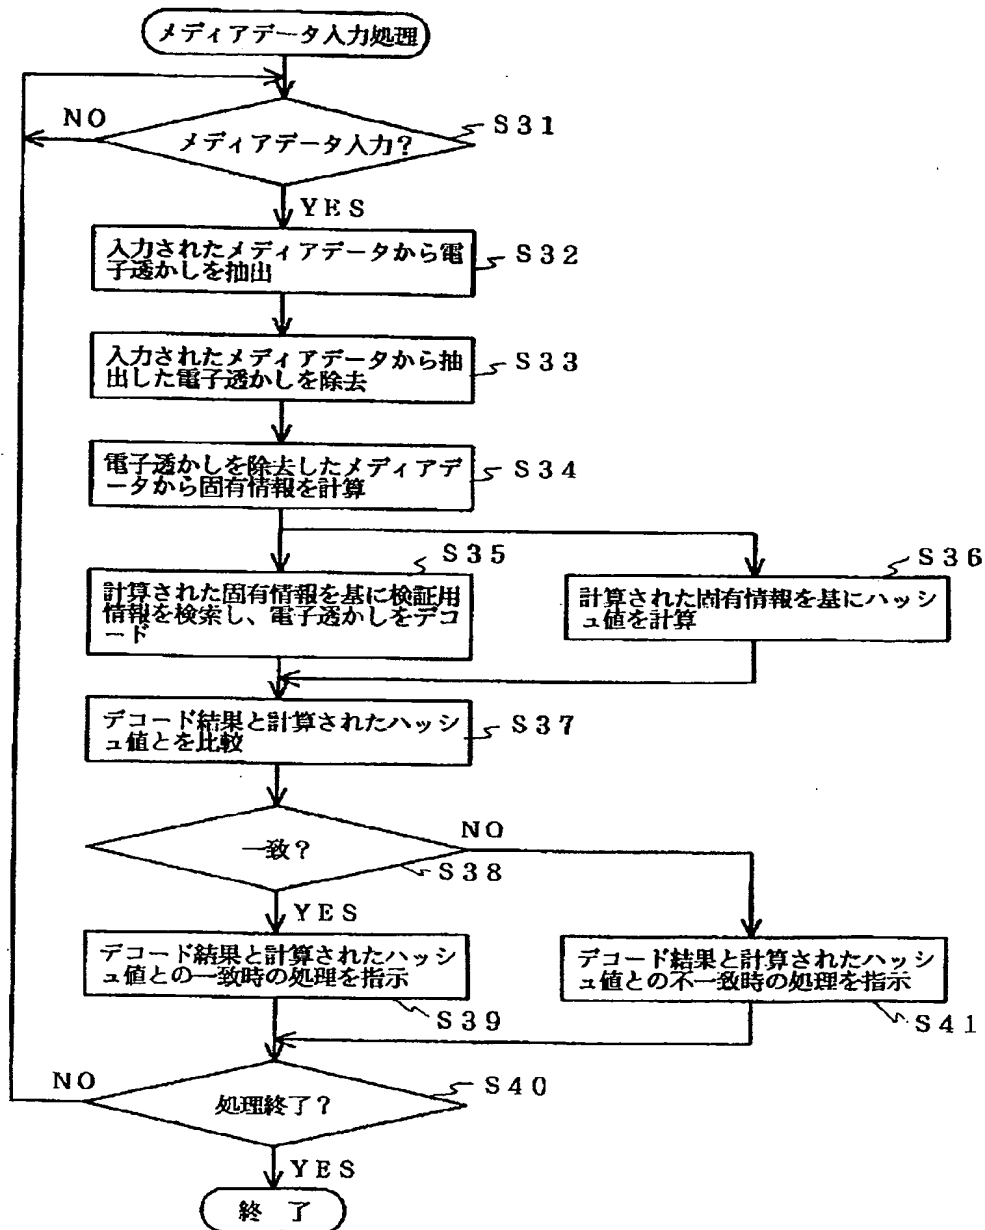 メディアデータ入力処理
NO
S31
メディアデータ入力?
YES
入力されたメディアデータから電
子透かしを抽出
S32
入力されたメディアデータから抽
出した電子透かしを除去
S33
電子透かしを除去したメディアデ
ータから固有情報を計算
S34
S35
計算された固有情報を基に検証用
情報を検索し、電子透かしをデコ
ード
S36
計算された固有情報を基にハッシ
ュ値を計算
デコード結果と計算されたハッシ
ュ値とを比較
S37
一致?
NO
S38
YES
デコード結果と計算されたハッシ
ュ値との一致時の処理を指示
S39
デコード結果と計算されたハッシ
ュ値との不一致時の処理を指示
S41
NO
処理終了?
S40
YES
終 了